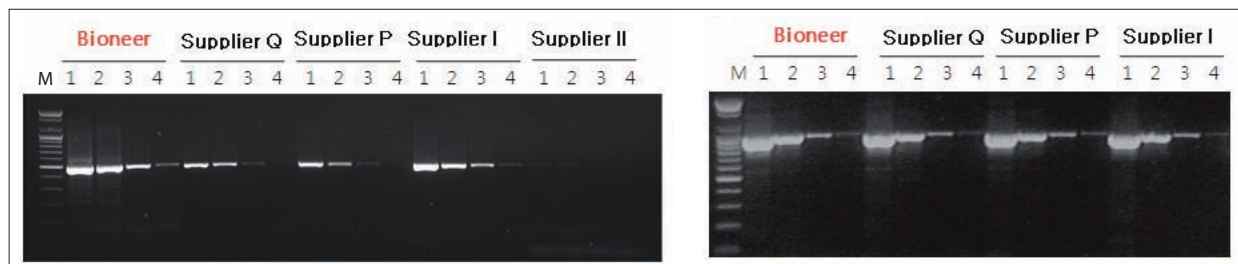 Bioneer Supplier Q Supplier P Supplier I Supplier II
M 1 2 3 4 1 2 3 4 1 2 3 4 1 2 3 4 1 2 3 4
Bioneer Supplier Q Supplier P Supplier I
M 1 2 3 4 1 2 3 4 1 2 3 4 1 2 3 4